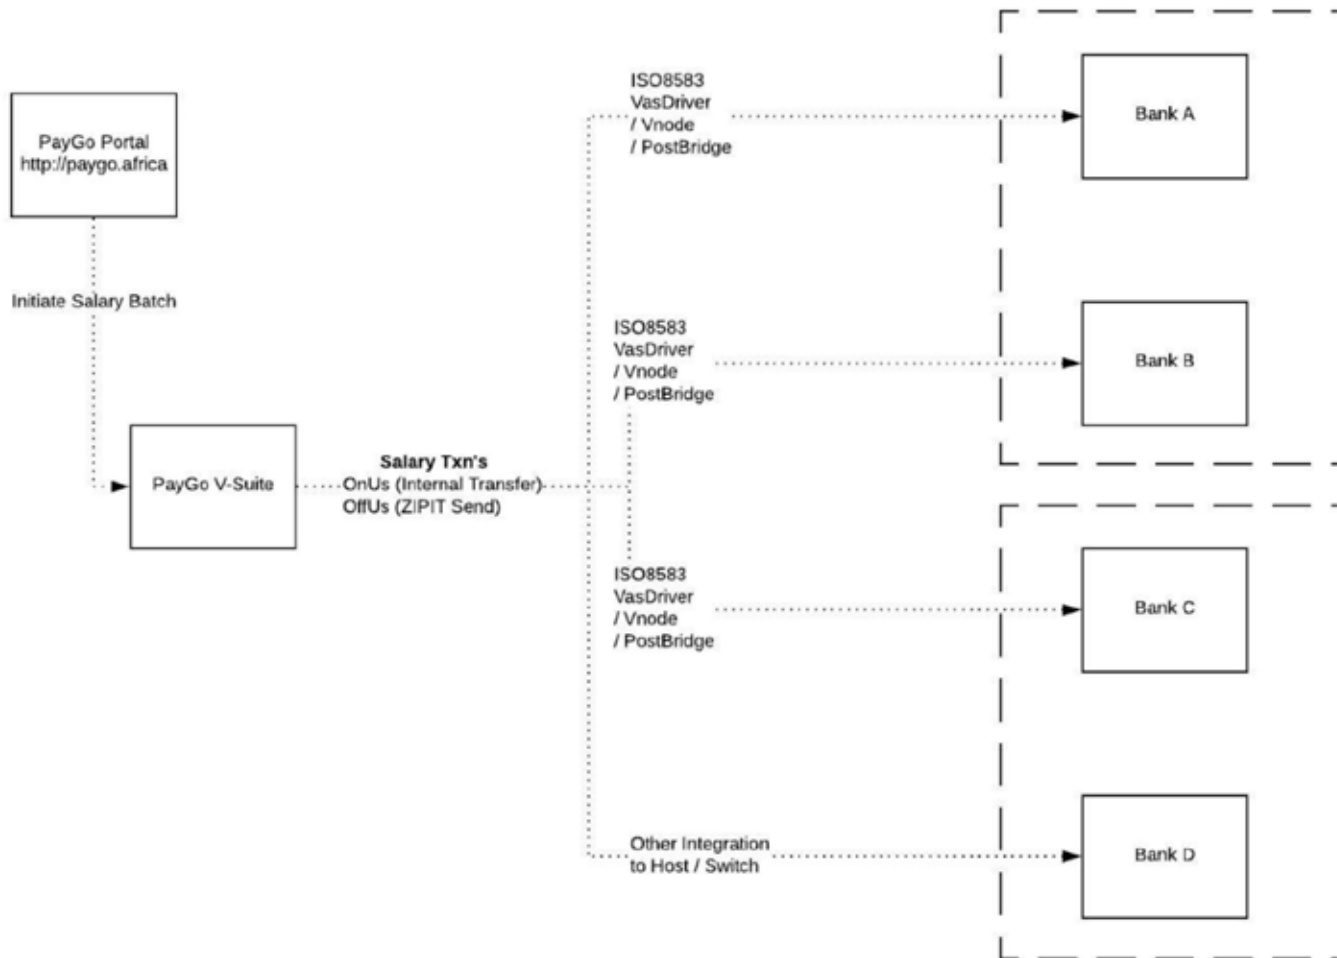 ISO8583
VasDriver
/ Vnode
/ PostBridge
Bank A
PayGo Portal
http://paygo.africa
Initiate Salary Batch
ISO8583
VasDriver
/ Vnode
/ PostBridge
Bank B
PayGo V-Suite
Salary Txn's
OnUs (Internal Transfer)
OffUs (ZIPIT Send)
ISO8583
VasDriver
/ Vnode
/ PostBridge
Bank C
Other Integration
to Host / Switch
Bank D